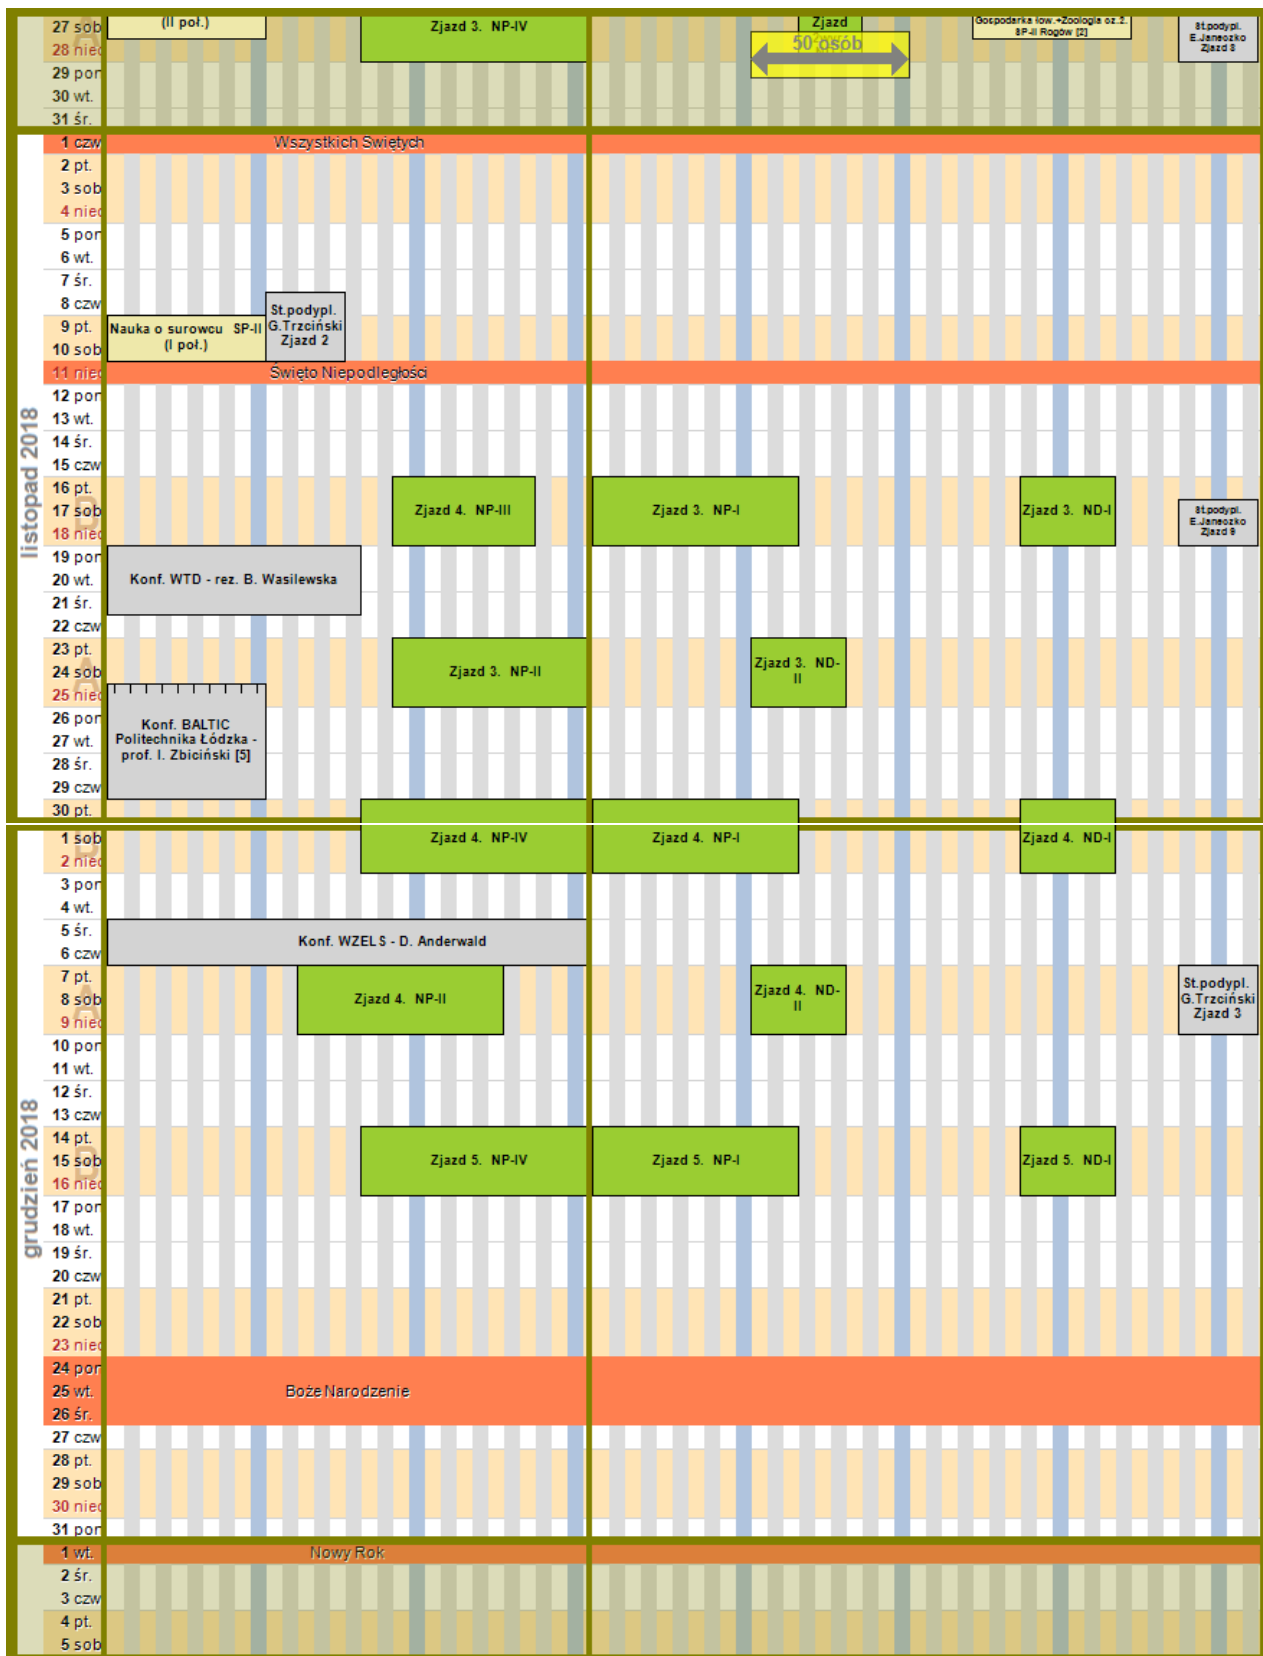 27 sob
(II poł.)
Zjazd 3. NP-IV
Zjazd
Gospodarka łow.+Zoologia cz.2.
SP-II Rogów [2]
St.podypl.
E.Janeczko
Zjazd 8
28 niec
50 osób
29 pon
30 wt.
31 śr.
listopad 2018
1 czw
Wszystkich Świętych
2 pt.
3 sob
4 niec
5 pon
6 wt.
7 śr.
8 czw
St.podypl.
G.Trzciński
Zjazd 2
9 pt.
Nauka o surowcu SP-II
(I poł.)
10 sob
11 niec
Święto Niepodległości
12 pon
13 wt.
14 śr.
15 czw
16 pt.
17 sob
B
Zjazd 4. NP-III
Zjazd 3. NP-I
Zjazd 3. ND-I
St.podypl.
E.Janeczko
Zjazd 9
18 niec
19 pon
20 wt.
Konf. WTD - rez. B. Wasilewska
21 śr.
22 czw
23 pt.
24 sob
A
Zjazd 3. NP-II
Zjazd 3. ND-
II
25 niec
26 pon
Konf. BALTIC
Politechnika Łódzka -
prof. I. Zbiciński [5]
27 wt.
28 śr.
29 czw
30 pt.
grudzień 2018
1 sob
B
Zjazd 4. NP-IV
Zjazd 4. NP-I
Zjazd 4. ND-I
2 niec
3 pon
4 wt.
5 śr.
Konf. WZELS - D. Anderwald
6 czw
7 pt.
8 sob
A
Zjazd 4. NP-II
Zjazd 4. ND-
II
St.podypl.
G.Trzciński
Zjazd 3
9 niec
10 pon
11 wt.
12 śr.
13 czw
14 pt.
15 sob
B
Zjazd 5. NP-IV
Zjazd 5. NP-I
Zjazd 5. ND-I
16 niec
17 pon
18 wt.
19 śr.
20 czw
21 pt.
22 sob
23 niec
24 pon
25 wt.
Boże Narodzenie
26 śr.
27 czw
28 pt.
29 sob
30 niec
31 pon
1 wt.
Nowy Rok
2 śr.
3 czw
4 pt.
5 sob